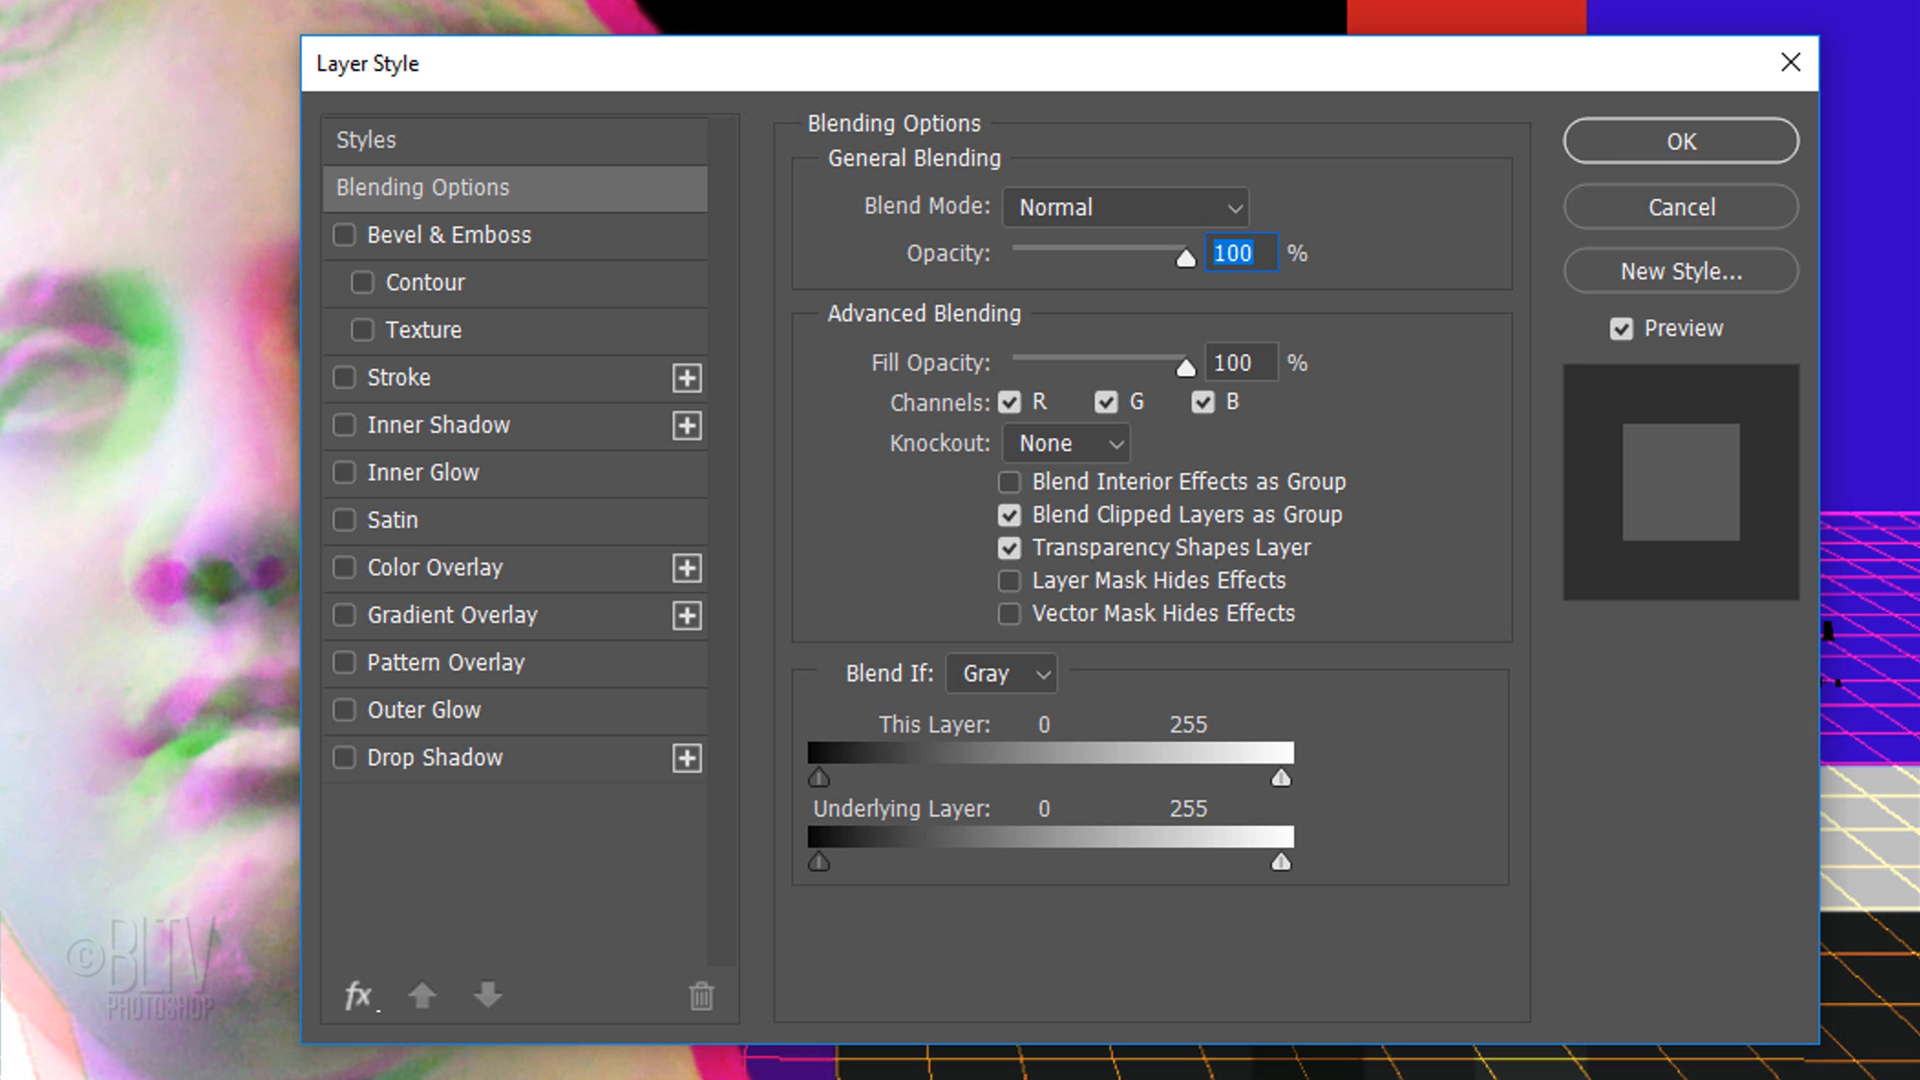 Layer Style
Styles
Blending Options
Bevel & Emboss
Contour
Texture
Stroke
Inner Shadow
Inner Glow
Satin
Color Overlay
Gradient Overlay
Pattern Overlay
Outer Glow
Drop Shadow
fx
Blending Options
General Blending
Blend Mode: Normal
Opacity: 100 %
Advanced Blending
Fill Opacity: 100 %
Channels: R G B
Knockout: None
Blend Interior Effects as Group
Blend Clipped Layers as Group
Transparency Shapes Layer
Layer Mask Hides Effects
Vector Mask Hides Effects
Blend If: Gray
This Layer: 0 255
Underlying Layer: 0 255
OK
Cancel
New Style...
Preview
©BLTV
PHOTOSHOP